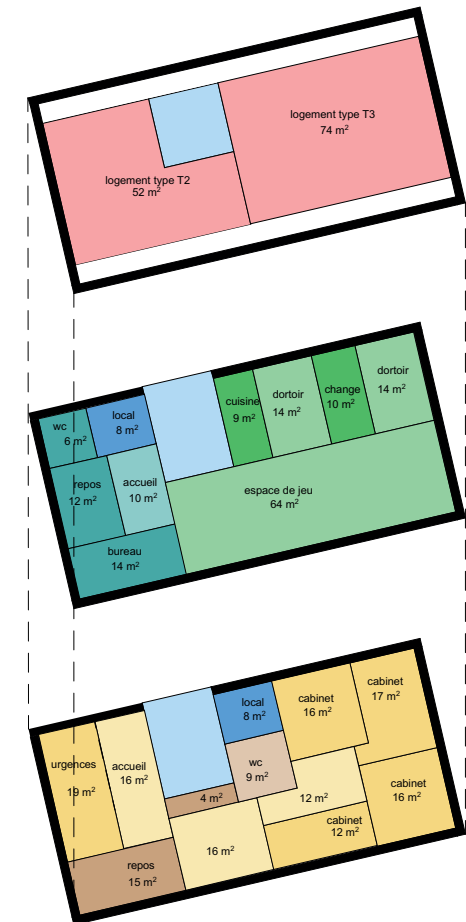 logement type T3
74 m²
logement type T2
52 m²
dortoir
14 m²
change
10 m²
dortoir
14 m²
cuisine
9 m²
local
8 m²
wc
6 m²
repos
12 m²
accueil
10 m²
espace de jeu
64 m²
bureau
14 m²
cabinet
17 m²
cabinet
16 m²
local
8 m²
urgences
19 m²
accueil
16 m²
wc
9 m²
4 m²
12 m²
cabinet
16 m²
cabinet
12 m²
16 m²
repos
15 m²